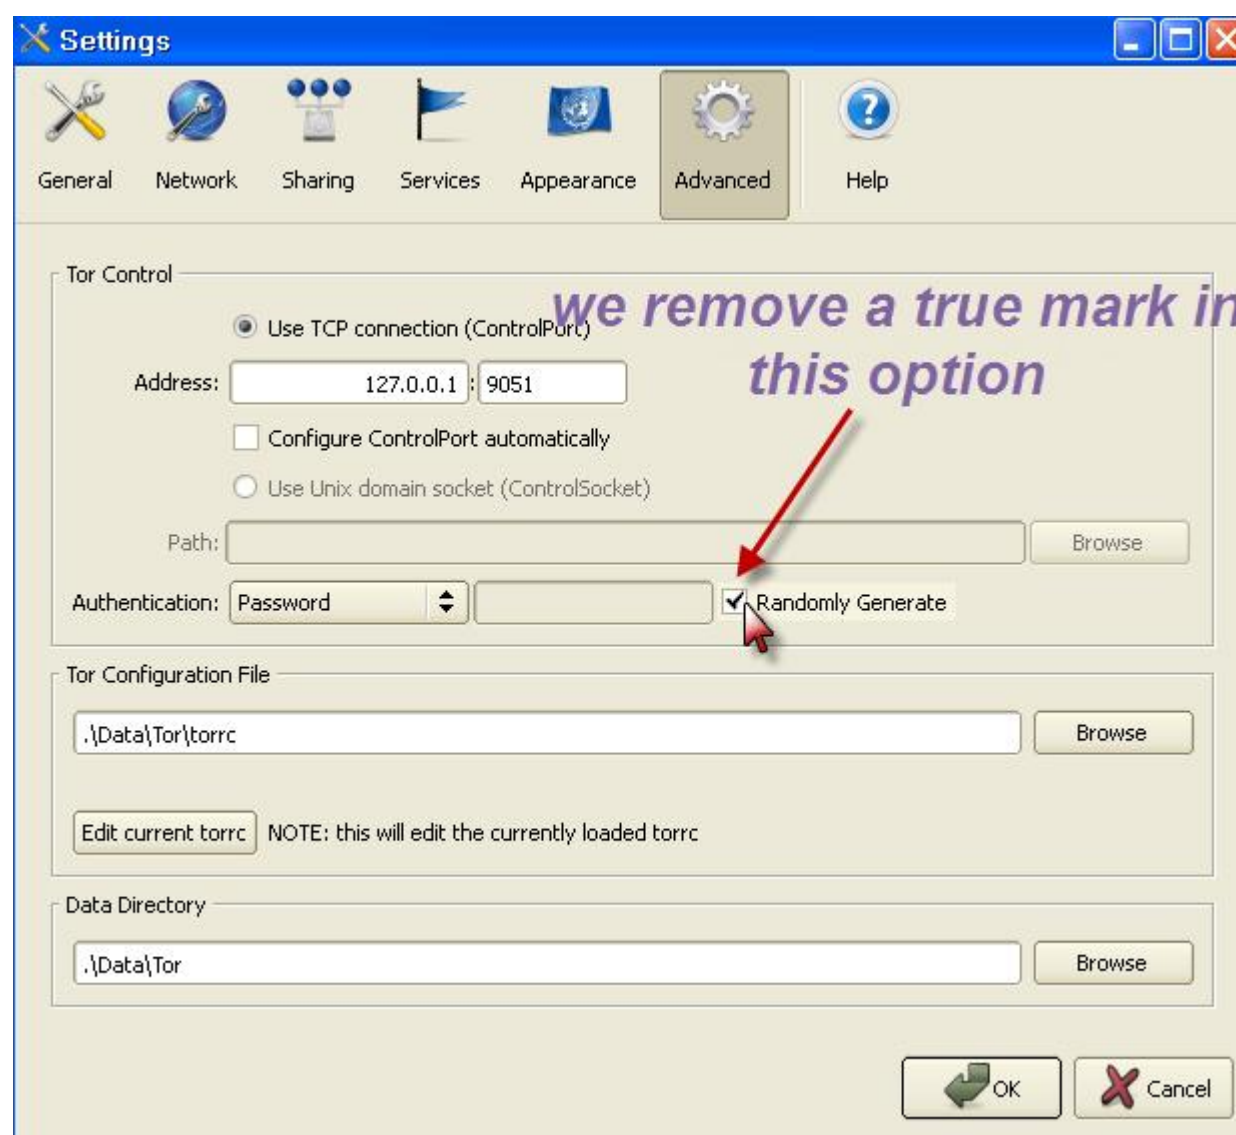 Settings
General Network Sharing Services Appearance Advanced Help
Tor Control
we remove a true mark in
this option
Use TCP connection (ControlPort)
Address: 127.0.0.1 : 9051
Configure ControlPort automatically
Use Unix domain socket (ControlSocket)
Path: Browse
Authentication: Password Randomly Generate
Tor Configuration File
.\Data\Tor\torrc Browse
Edit current torrc NOTE: this will edit the currently loaded torrc
Data Directory
.\Data\Tor Browse
OK Cancel